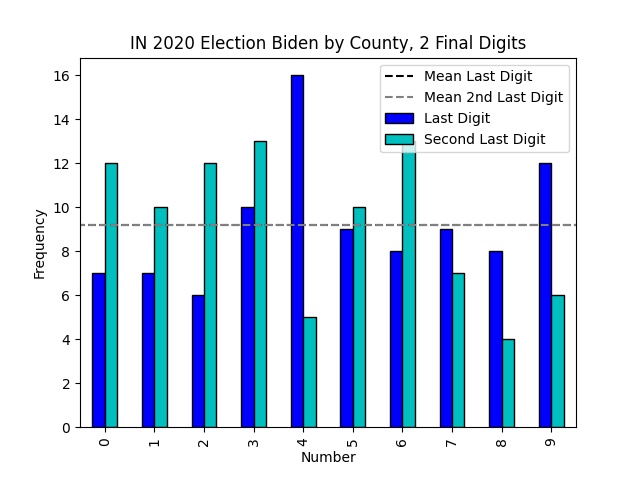 IN 2020 Election Biden by County, 2 Final Digits
Mean Last Digit
Mean 2nd Last Digit
Last Digit
Second Last Digit
16
14
12
10
8
6
4
2
0
Frequency
0 1 2 3 4 5 6 7 8 9
Number